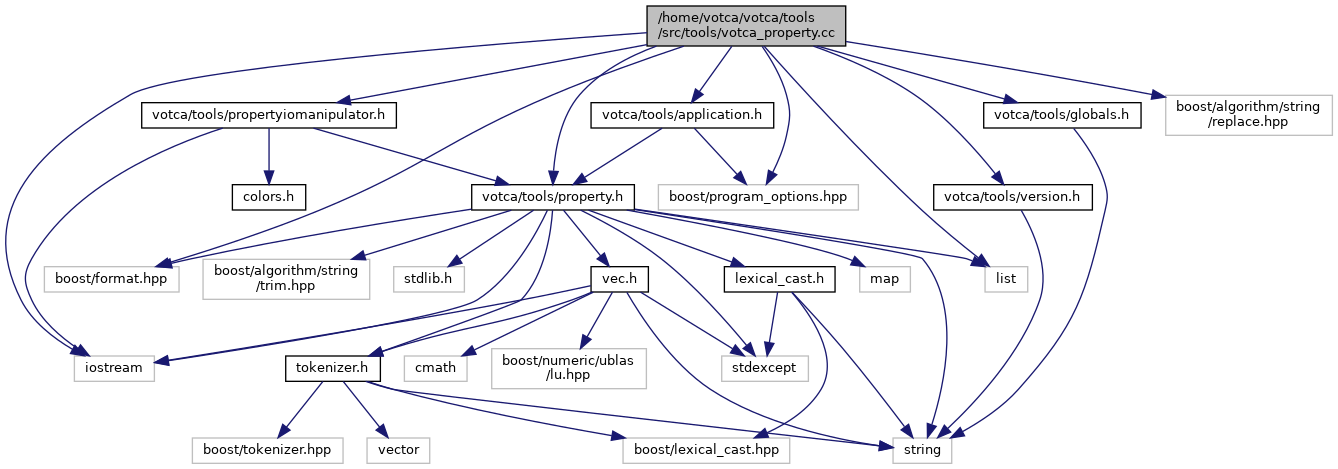 /home/votca/votca/tools
/src/tools/votca_property.cc
votca/tools/propertyiomanipulator.h
votca/tools/application.h
votca/tools/globals.h
boost/algorithm/string
/replace.hpp
colors.h
votca/tools/property.h
boost/program_options.hpp
votca/tools/version.h
boost/format.hpp
boost/algorithm/string
/trim.hpp
stdlib.h
vec.h
lexical_cast.h
map
list
iostream
tokenizer.h
cmath
boost/numeric/ublas
/lu.hpp
stdexcept
boost/tokenizer.hpp
vector
boost/lexical_cast.hpp
string